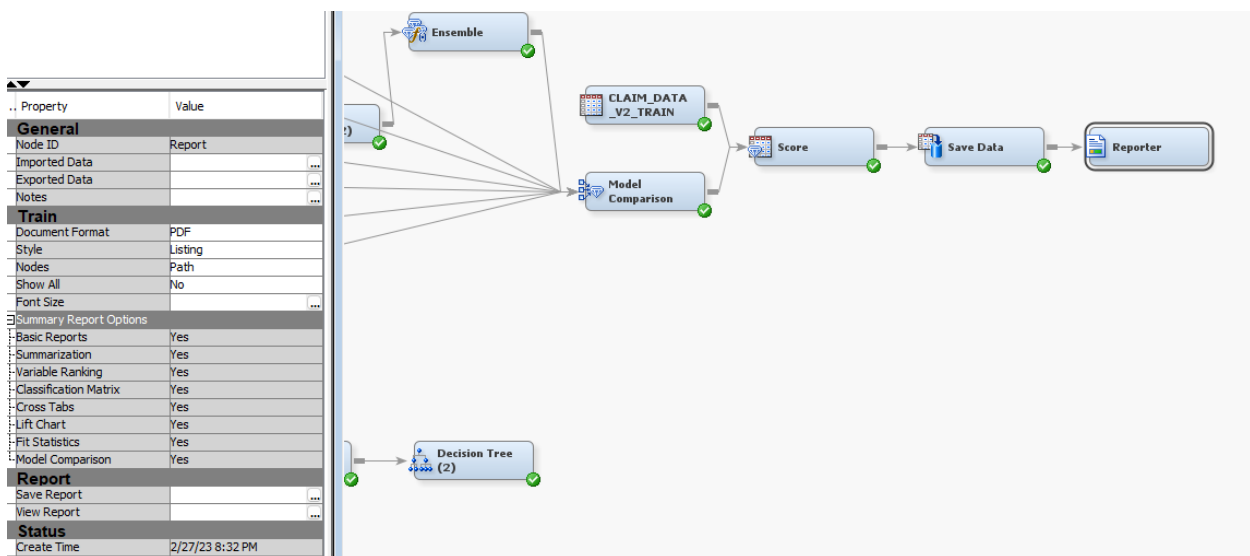 .. Property Value
General
Node ID Report
Imported Data ...
Exported Data ...
Notes ...
Train
Document Format PDF
Style Listing
Nodes Path
Show All No
Font Size ...
Summary Report Options
Basic Reports Yes
Summarization Yes
Variable Ranking Yes
Classification Matrix Yes
Cross Tabs Yes
Lift Chart Yes
Fit Statistics Yes
Model Comparison Yes
Report
Save Report ...
View Report ...
Status
Create Time 2/27/23 8:32 PM
Ensemble
2)
CLAIM_DATA
_V2_TRAIN
Model
Comparison
Score
Save Data
Reporter
Decision Tree
(2)